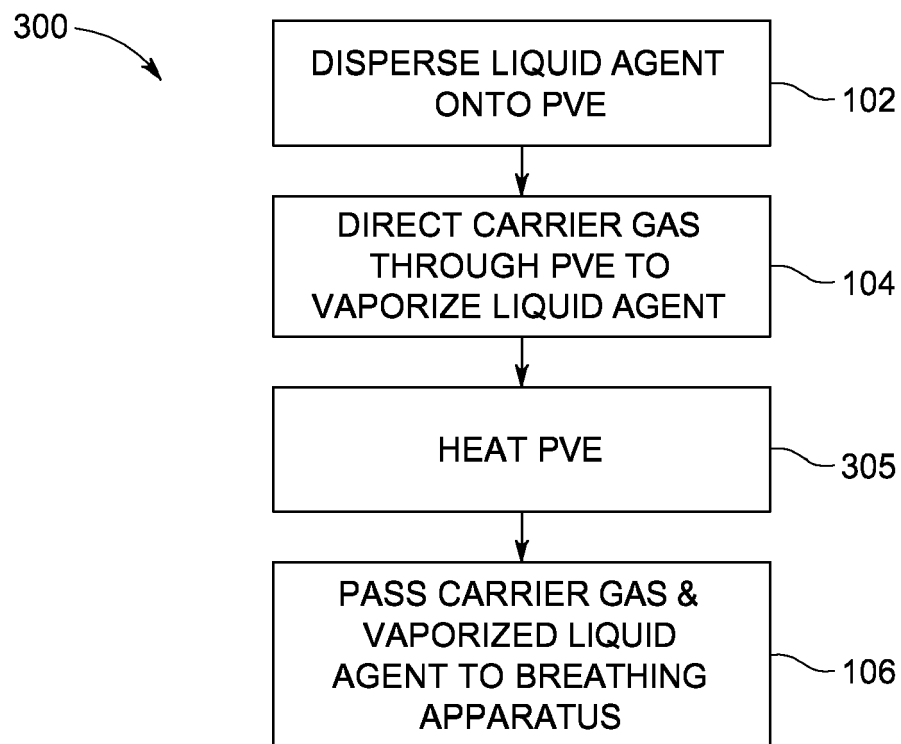 300
DISPERSE LIQUID AGENT
ONTO PVE
102
DIRECT CARRIER GAS
THROUGH PVE TO
VAPORIZE LIQUID AGENT
104
HEAT PVE
305
PASS CARRIER GAS &
VAPORIZED LIQUID
AGENT TO BREATHING
APPARATUS
106